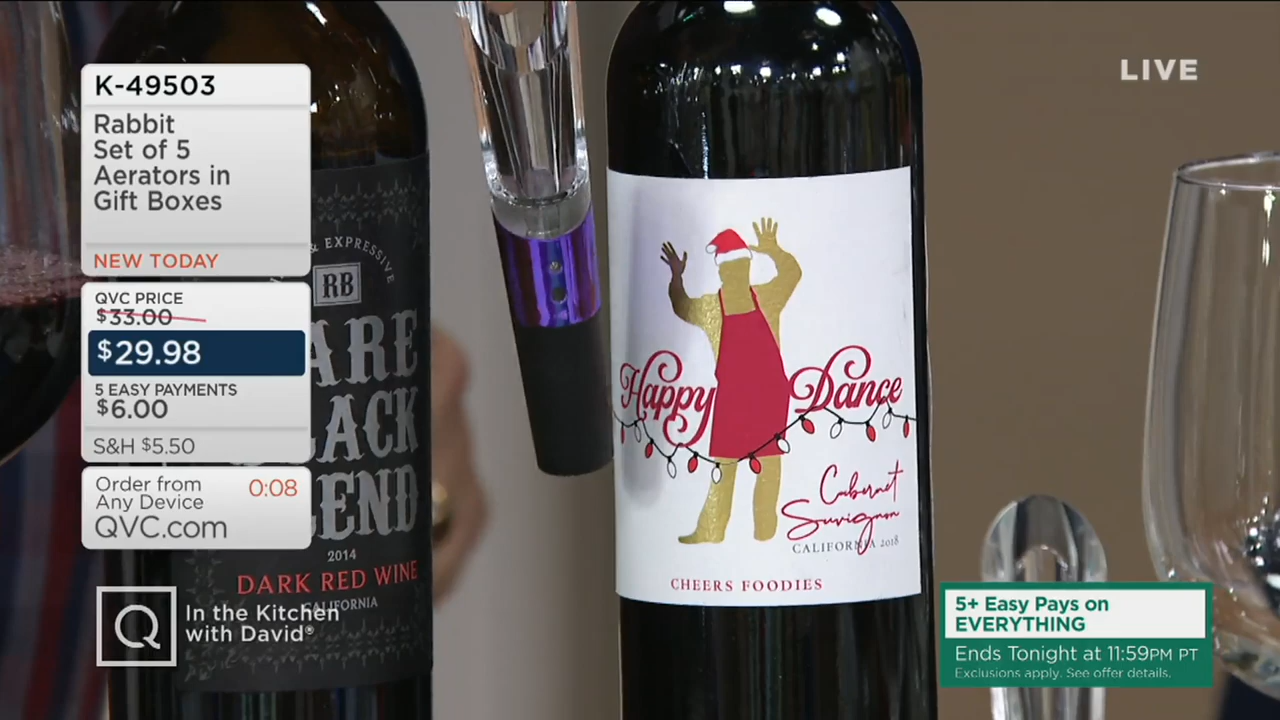 LIVE
K-49503
Rabbit
Set of 5
Aerators in
Gift Boxes
NEW TODAY
QVC PRICE
$33.00
$29.98
5 EASY PAYMENTS
$6.00
S&H $5.50
Order from
Any Device
0:08
QVC.com
Q
In the Kitchen
with David®
& EXPRESSIVE
RB
2014
DARK RED WINE
CALIFORNIA
Happy Dance
Cabernet
Suvignon
CALIFORNIA 2018
CHEERS FOODIES
5+ Easy Pays on
EVERYTHING
Ends Tonight at 11:59PM PT
Exclusions apply. See offer details.